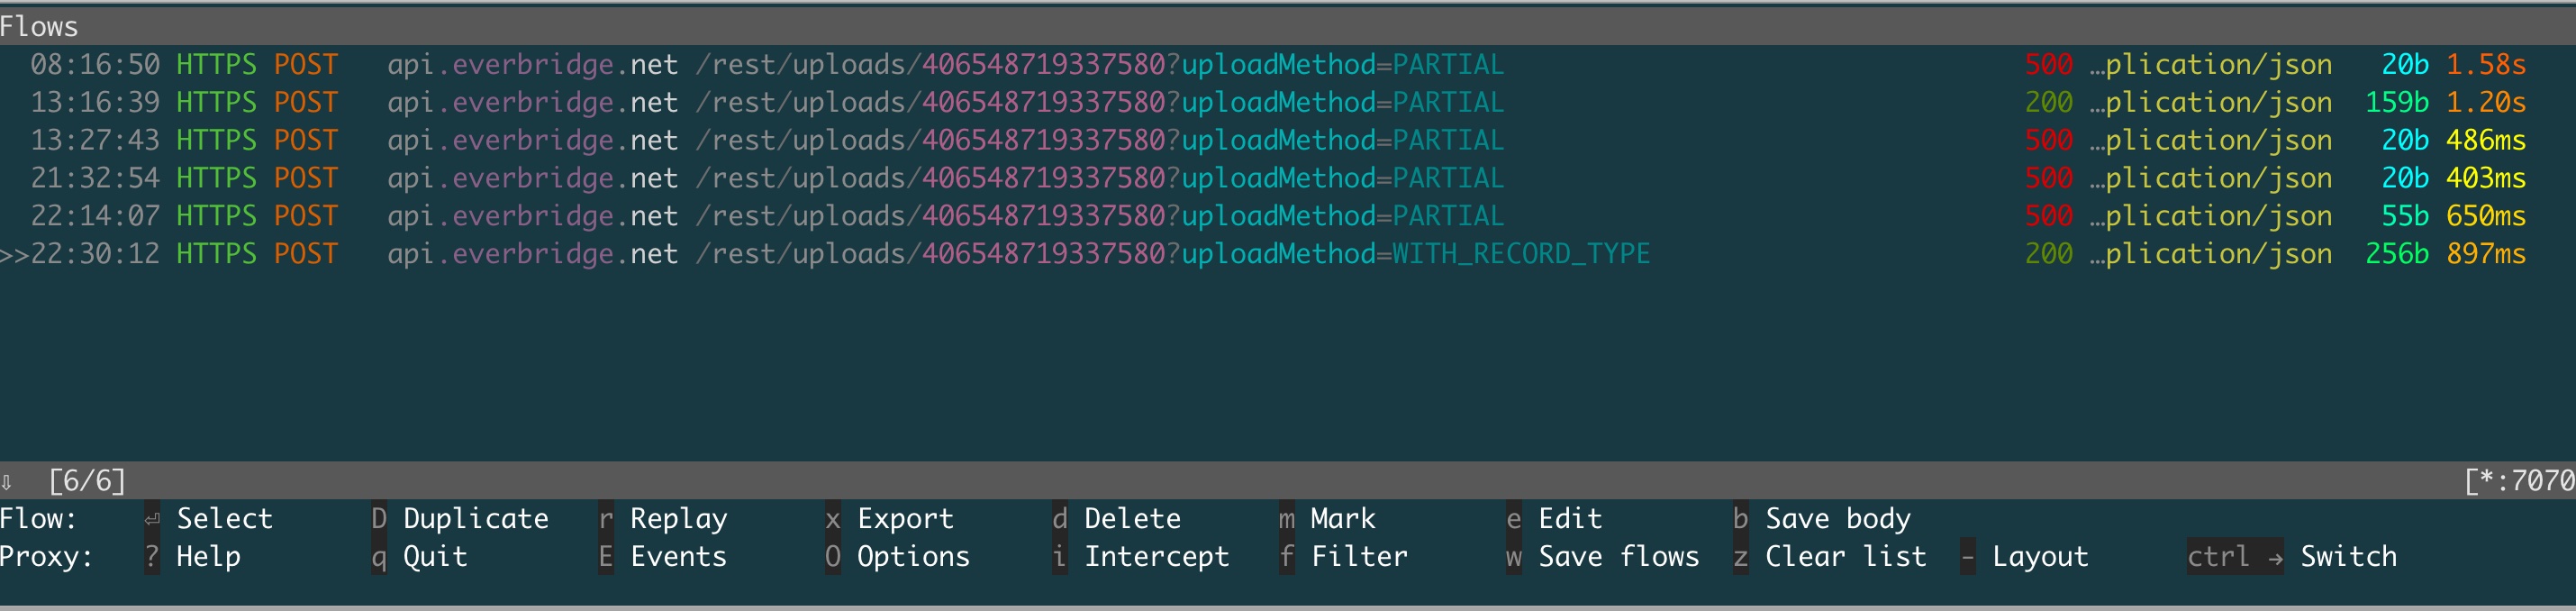 Flows
08:16:50 HTTPS POST api.everbridge.net /rest/uploads/406548719337580?uploadMethod=PARTIAL 500 …plication/json 20b 1.58s
13:16:39 HTTPS POST api.everbridge.net /rest/uploads/406548719337580?uploadMethod=PARTIAL 200 …plication/json 159b 1.20s
13:27:43 HTTPS POST api.everbridge.net /rest/uploads/406548719337580?uploadMethod=PARTIAL 500 …plication/json 20b 486ms
21:32:54 HTTPS POST api.everbridge.net /rest/uploads/406548719337580?uploadMethod=PARTIAL 500 …plication/json 20b 403ms
22:14:07 HTTPS POST api.everbridge.net /rest/uploads/406548719337580?uploadMethod=PARTIAL 500 …plication/json 55b 650ms
>>22:30:12 HTTPS POST api.everbridge.net /rest/uploads/406548719337580?uploadMethod=WITH_RECORD_TYPE 200 …plication/json 256b 897ms
⇩ [6/6] [*:7070
Flow: ⏎ Select D Duplicate r Replay x Export d Delete m Mark e Edit b Save body
Proxy: ? Help q Quit E Events O Options i Intercept f Filter w Save flows z Clear list - Layout ctrl → Switch